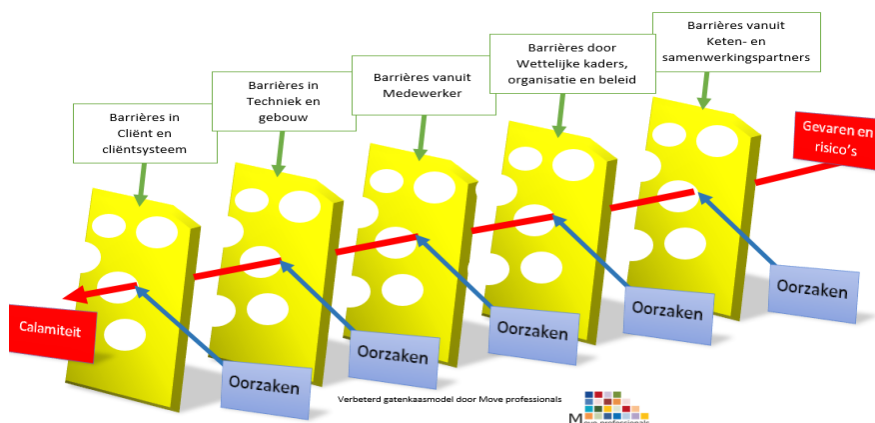 Barrières vanuit
Keten- en
samenwerkingspartners
Barrières door
Wettelijke kaders,
organisatie en beleid
Barrières vanuit
Medewerker
Barrières in
Techniek en
gebouw
Barrières in
Cliënt en
cliëntsysteem
Gevaren en
risico's
Calamiteit
Oorzaken
Oorzaken
Oorzaken
Oorzaken
Oorzaken
Verbeterd gatenkaasmodel door Move professionals
Move professionals